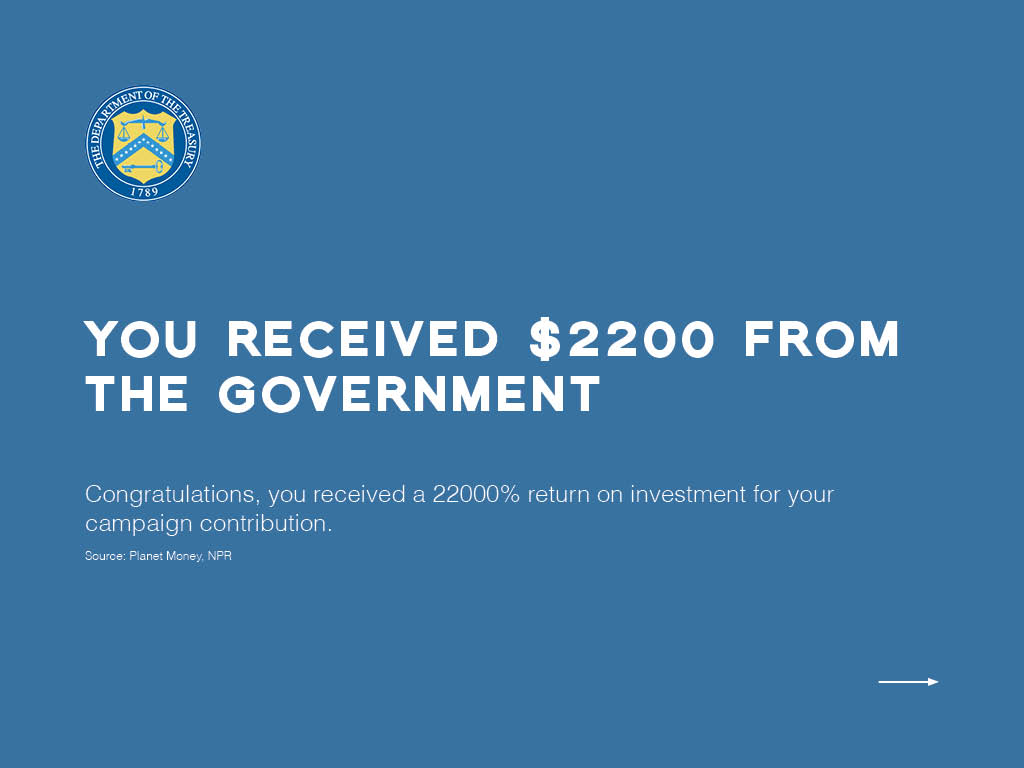 THE DEPARTMENT OF THE TREASURY
1789
YOU RECEIVED $2200 FROM
THE GOVERNMENT
Congratulations, you received a 22000% return on investment for your
campaign contribution.
Source: Planet Money, NPR